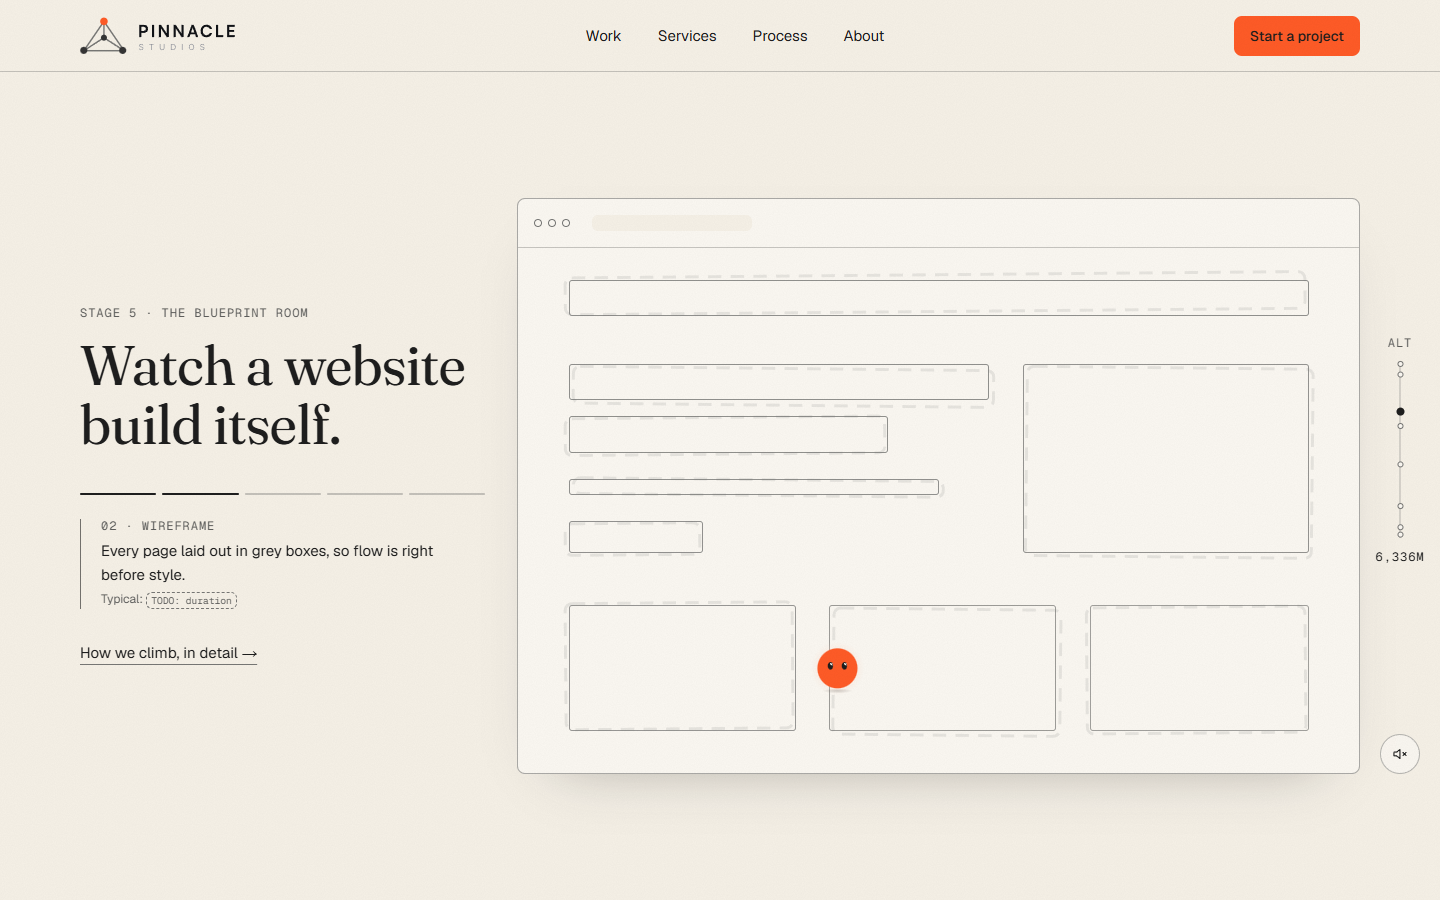 PINNACLE
STUDIOS
Work
Services
Process
About
Start a project
STAGE 5 · THE BLUEPRINT ROOM
Watch a website
build itself.
02 · WIREFRAME
Every page laid out in grey boxes, so flow is right
before style.
Typical: TODO: duration
How we climb, in detail →
ALT
6,336M